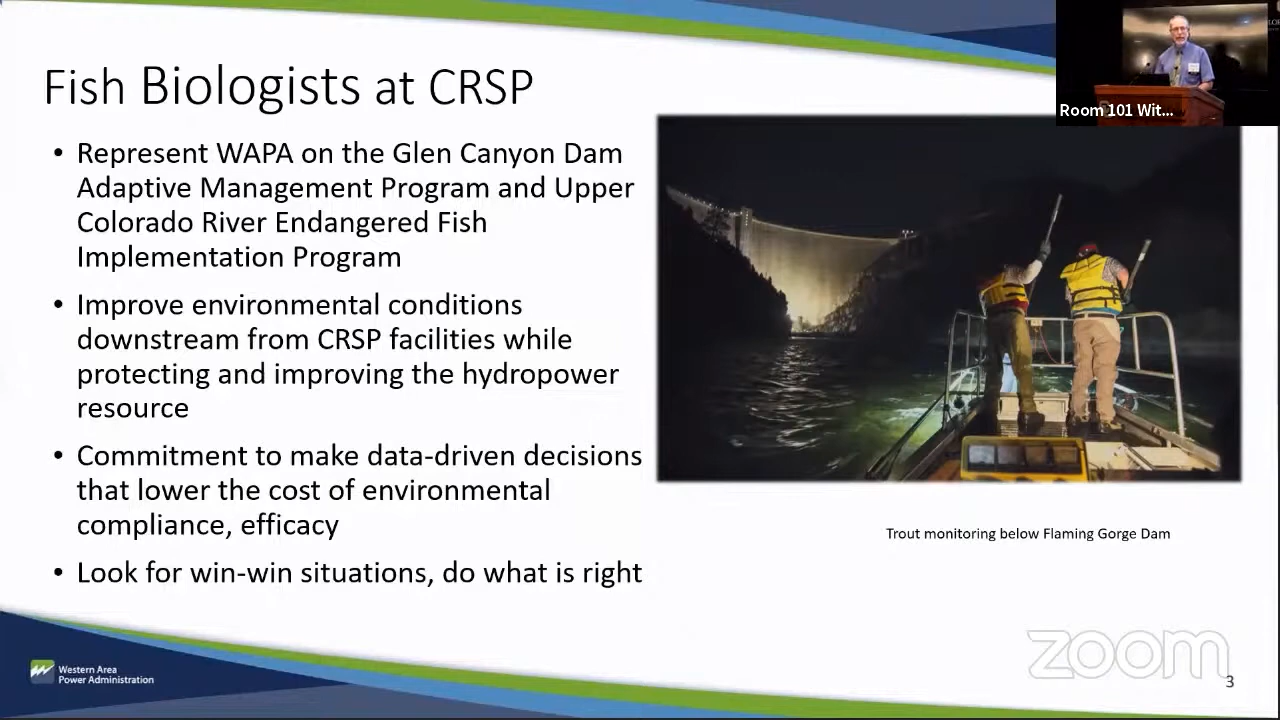 Fish Biologists at CRSP
Room 101 Wit...
• Represent WAPA on the Glen Canyon Dam
Adaptive Management Program and Upper
Colorado River Endangered Fish
Implementation Program
• Improve environmental conditions
downstream from CRSP facilities while
protecting and improving the hydropower
resource
• Commitment to make data-driven decisions
that lower the cost of environmental
compliance, efficacy
• Look for win-win situations, do what is right
Trout monitoring below Flaming Gorge Dam
Western Area
Power Administration
zoom
3